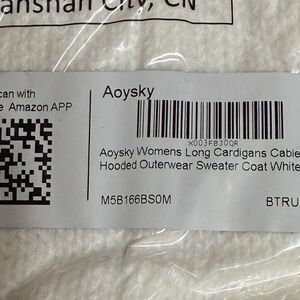 anshan City, CN
can with
e Amazon APP
Aoysky
X003F8J0QR
Aoysky Womens Long Cardigans Cable
Hooded Outerwear Sweater Coat White
M5B166BS0M
BTRU